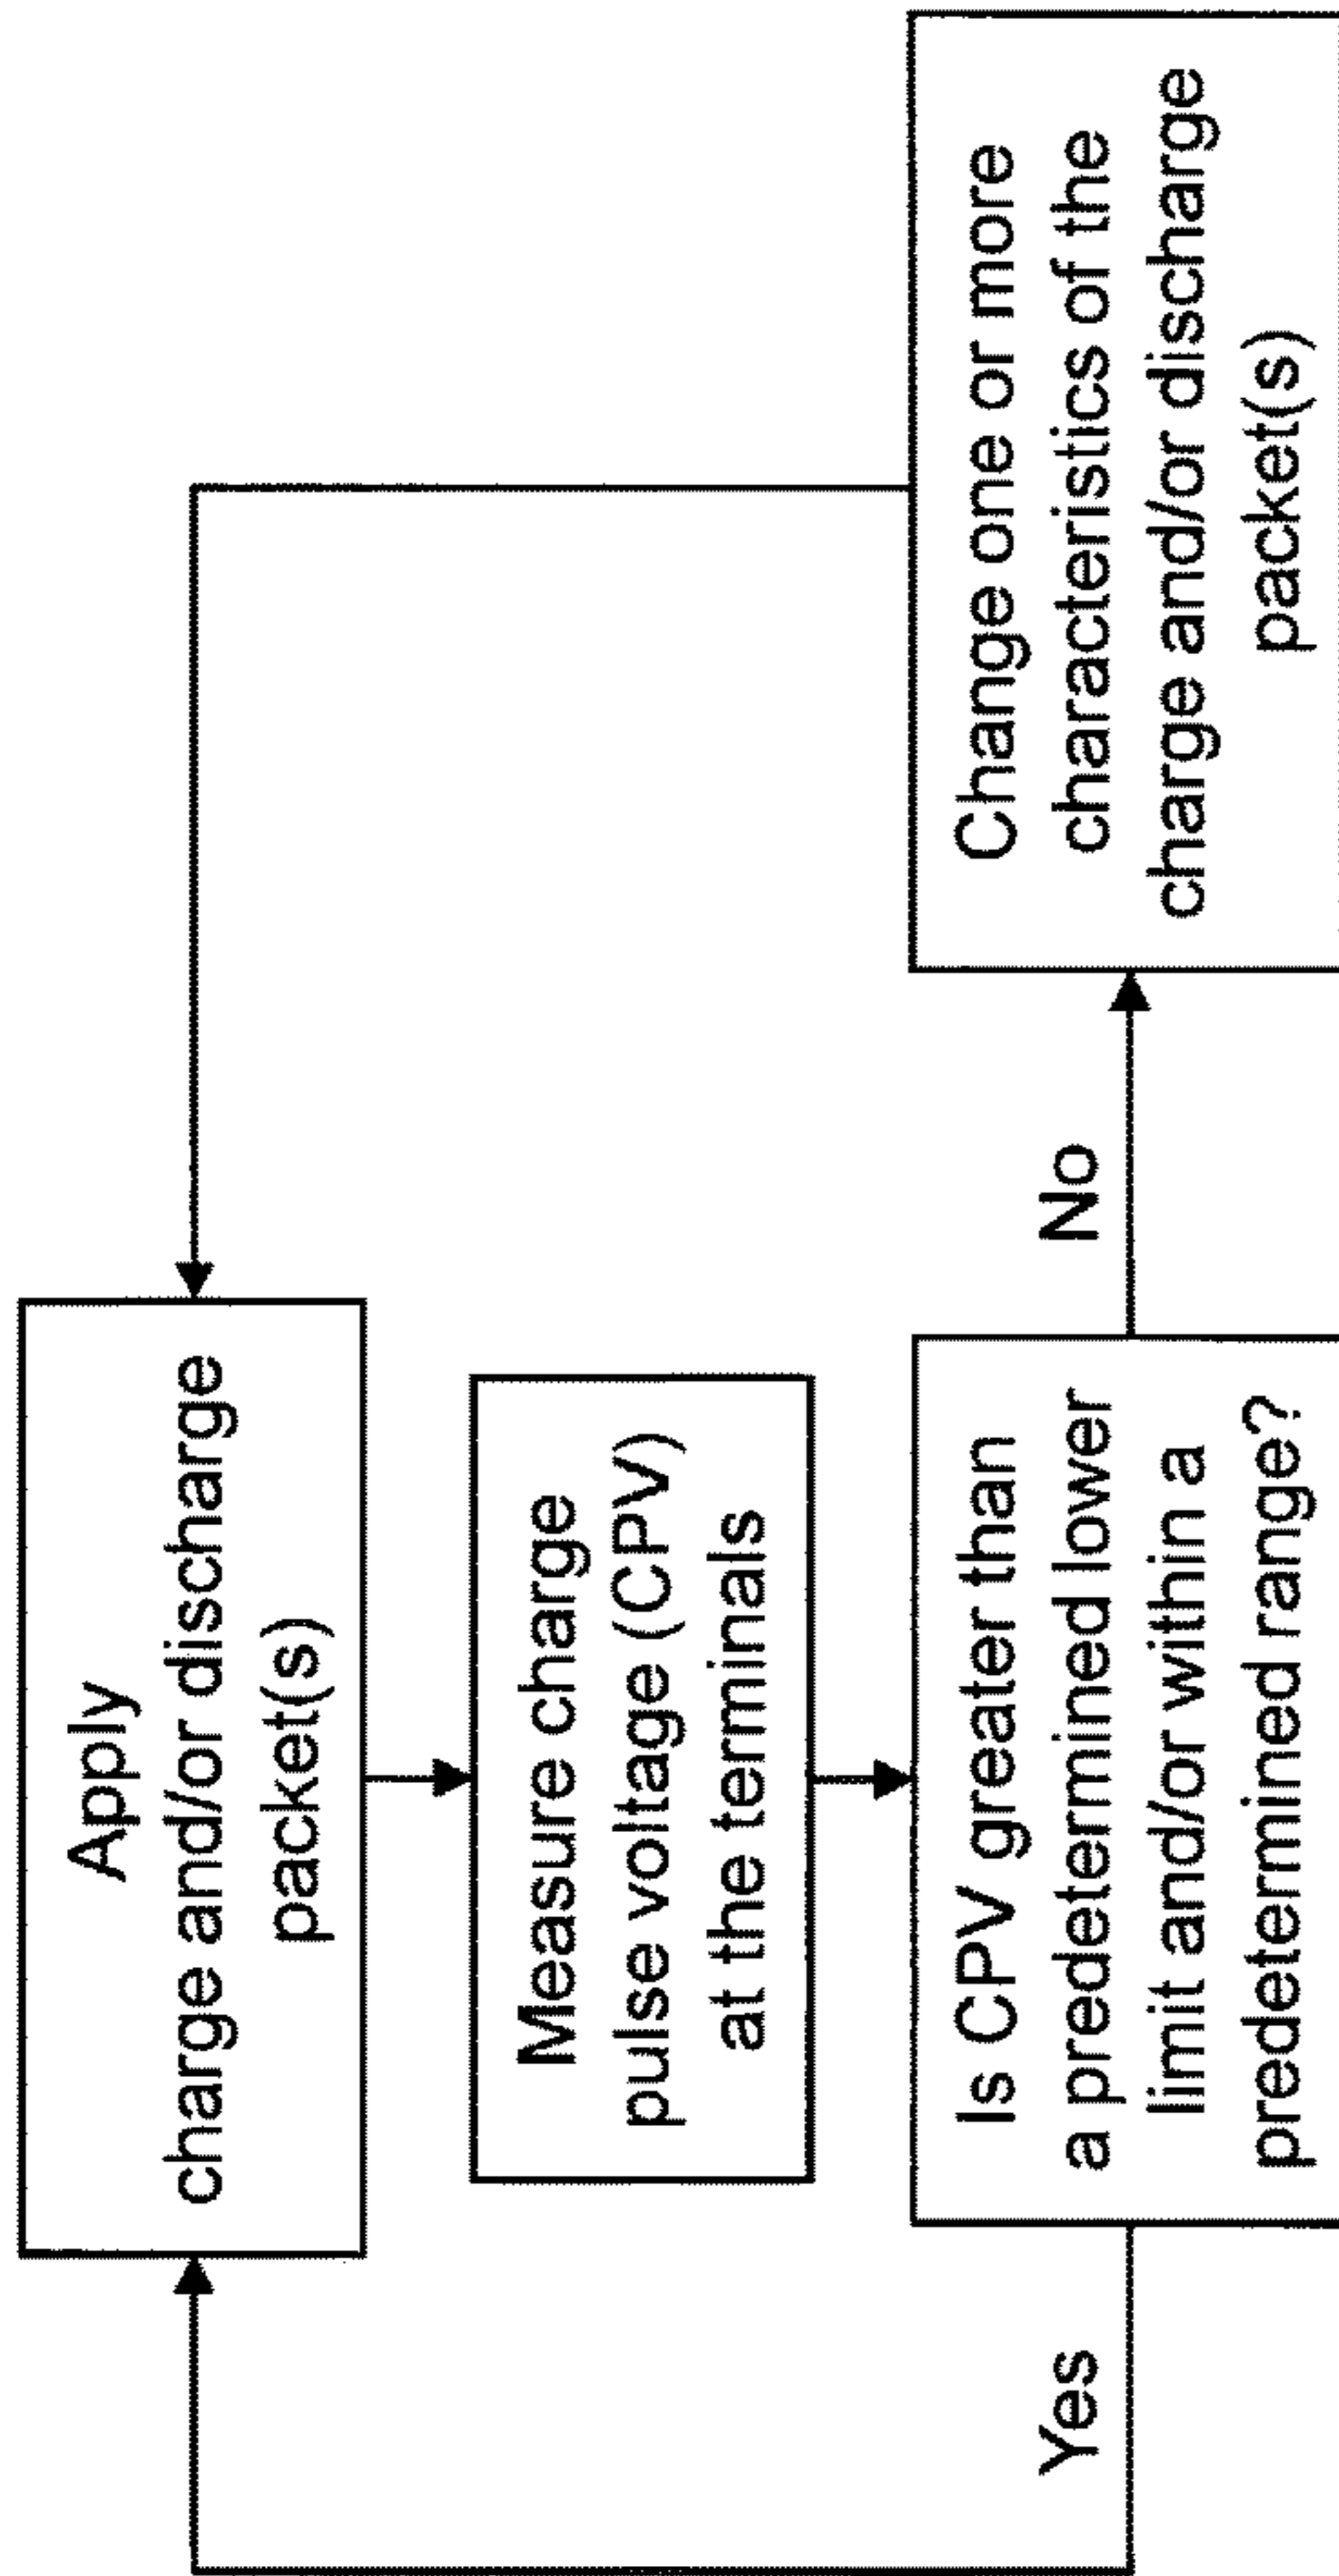 Apply
charge and/or discharge
packet(s)
Measure charge
pulse voltage (CPV)
at the terminals
Is CPV greater than
a predetermined lower
limit and/or within a
predetermined range?
Yes
No
Change one or more
characteristics of the
charge and/or discharge
packet(s)